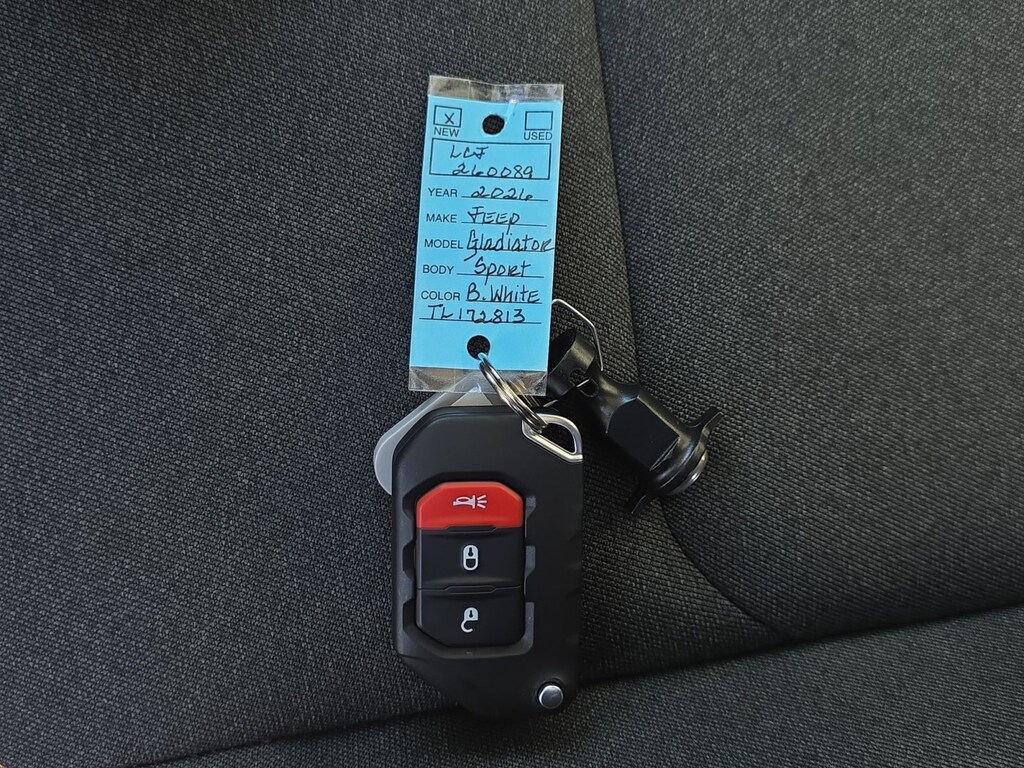 X
NEW USED
LCJ
260089
YEAR 2026
MAKE JEEP
MODEL Gladiator
BODY Sport
COLOR B. White
TL172813